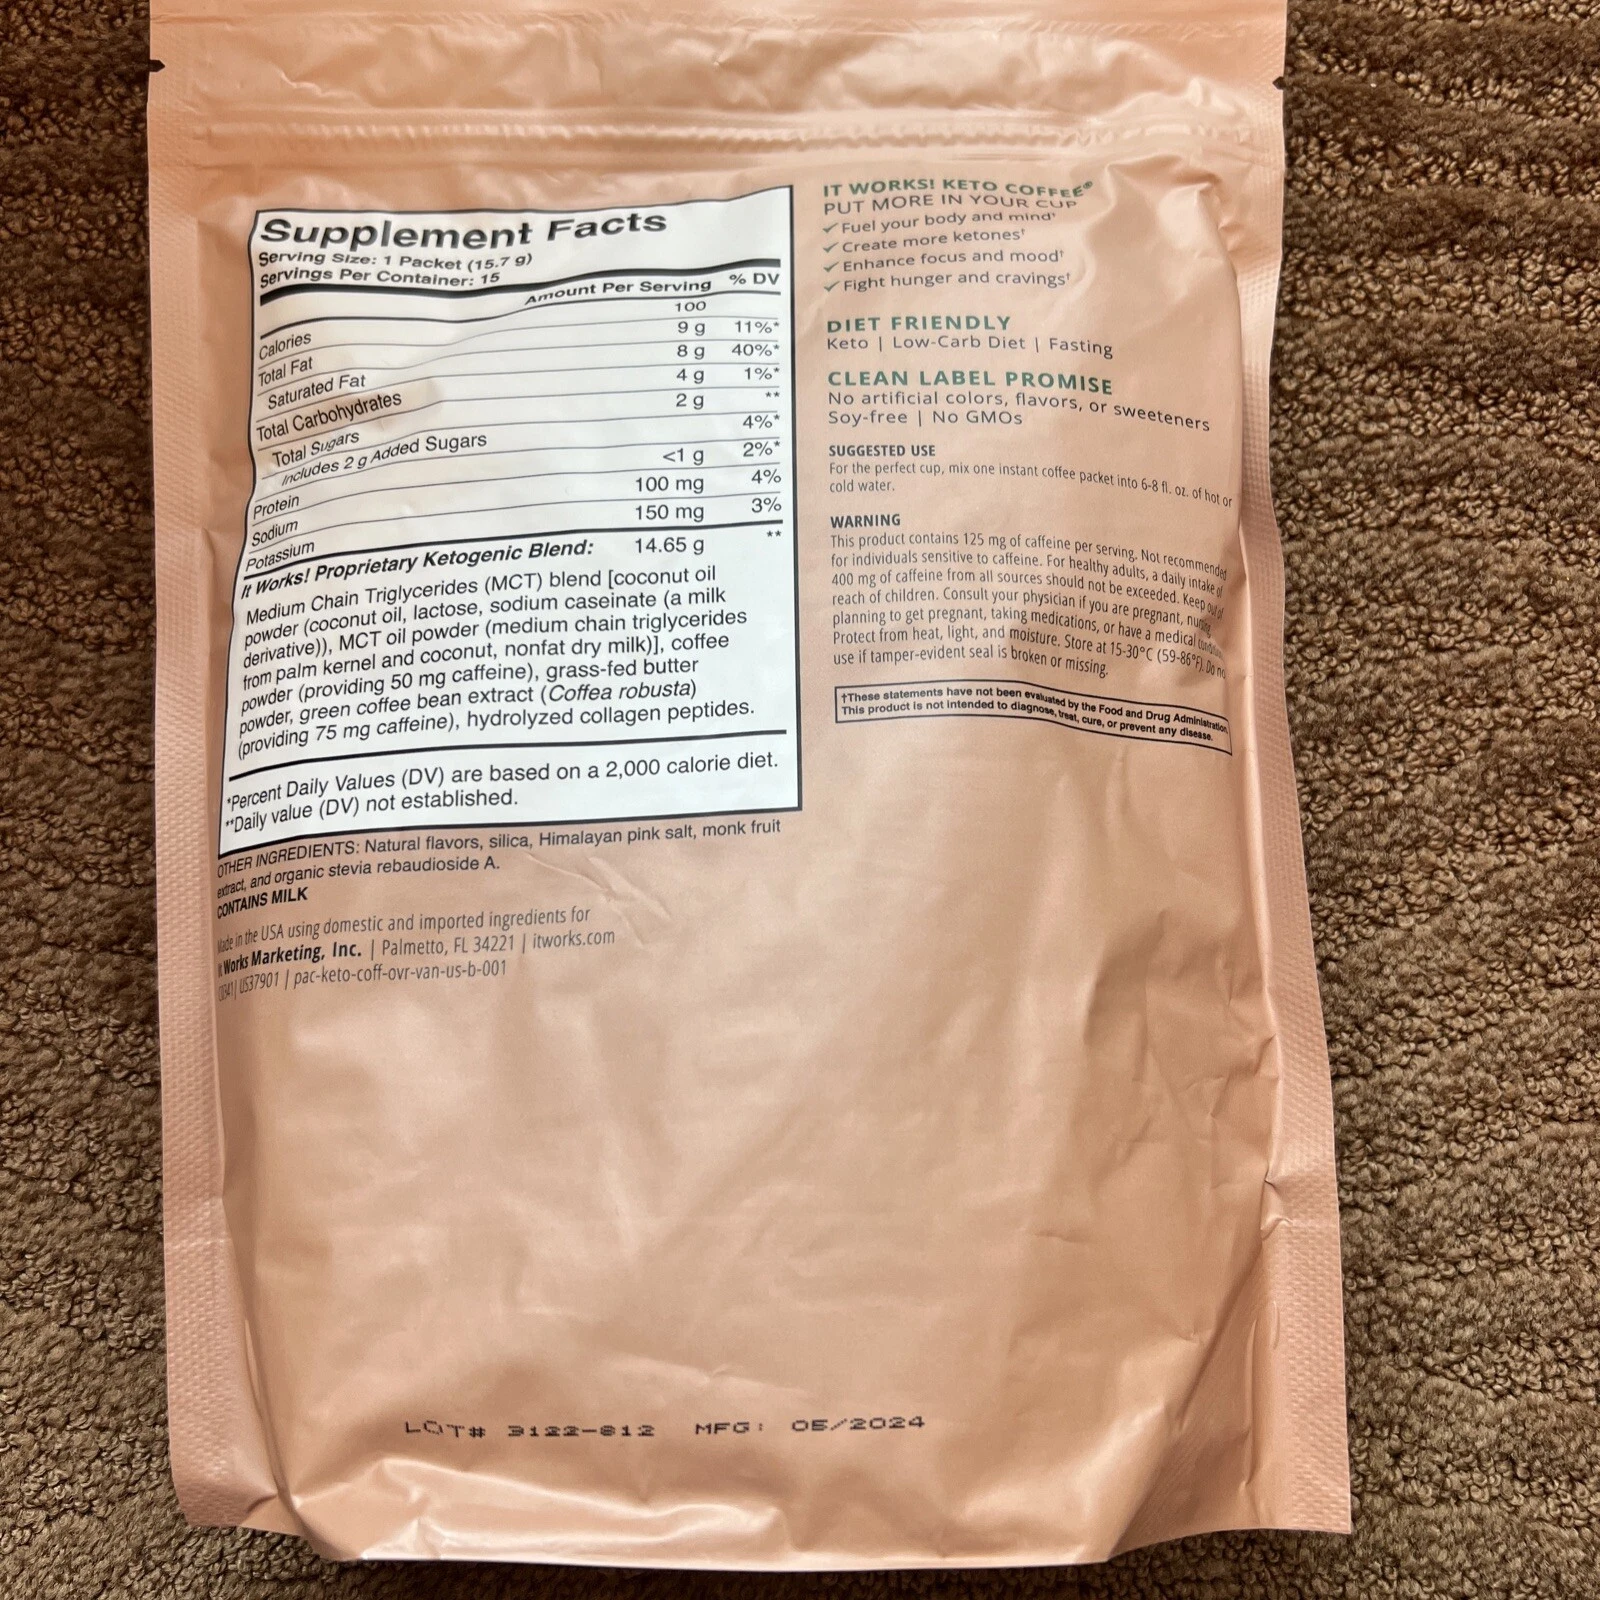 Supplement Facts
Serving Size: 1 Packet (15.7 g)
Servings Per Container: 15
Amount Per Serving % DV
Calories 100
Total Fat 9 g 11%*
Saturated Fat 8 g 40%*
Total Carbohydrates 4 g 1%*
Total Sugars 2 g **
Includes 2 g Added Sugars 4%*
Protein <1 g 2%*
Sodium 100 mg 4%
Potassium 150 mg 3%
It Works! Proprietary Ketogenic Blend: 14.65 g **
Medium Chain Triglycerides (MCT) blend [coconut oil
powder (coconut oil, lactose, sodium caseinate (a milk
derivative)), MCT oil powder (medium chain triglycerides
from palm kernel and coconut, nonfat dry milk)], coffee
powder (providing 50 mg caffeine), grass-fed butter
powder, green coffee bean extract (Coffea robusta)
(providing 75 mg caffeine), hydrolyzed collagen peptides.
*Percent Daily Values (DV) are based on a 2,000 calorie diet.
**Daily value (DV) not established.
OTHER INGREDIENTS: Natural flavors, silica, Himalayan pink salt, monk fruit
extract, and organic stevia rebaudioside A.
CONTAINS MILK
Made in the USA using domestic and imported ingredients for
It Works Marketing, Inc. | Palmetto, FL 34221 | itworks.com
| US37901 | pac-keto-coff-ovr-van-us-b-001
IT WORKS! KETO COFFEE®
PUT MORE IN YOUR CUP
✓ Fuel your body and mind†
✓ Create more ketones†
✓ Enhance focus and mood†
✓ Fight hunger and cravings†
DIET FRIENDLY
Keto | Low-Carb Diet | Fasting
CLEAN LABEL PROMISE
No artificial colors, flavors, or sweeteners
Soy-free | No GMOs
SUGGESTED USE
For the perfect cup, mix one instant coffee packet into 6-8 fl. oz. of hot or
cold water.
WARNING
This product contains 125 mg of caffeine per serving. Not recommended
for individuals sensitive to caffeine. For healthy adults, a daily intake of
400 mg of caffeine from all sources should not be exceeded. Keep out of
reach of children. Consult your physician if you are pregnant, nursing,
planning to get pregnant, taking medications, or have a medical condition.
Protect from heat, light, and moisture. Store at 15-30°C (59-86°F). Do not
use if tamper-evident seal is broken or missing.
†These statements have not been evaluated by the Food and Drug Administration.
This product is not intended to diagnose, treat, cure, or prevent any disease.
LOT# 3122-812 MFG: 05/2024